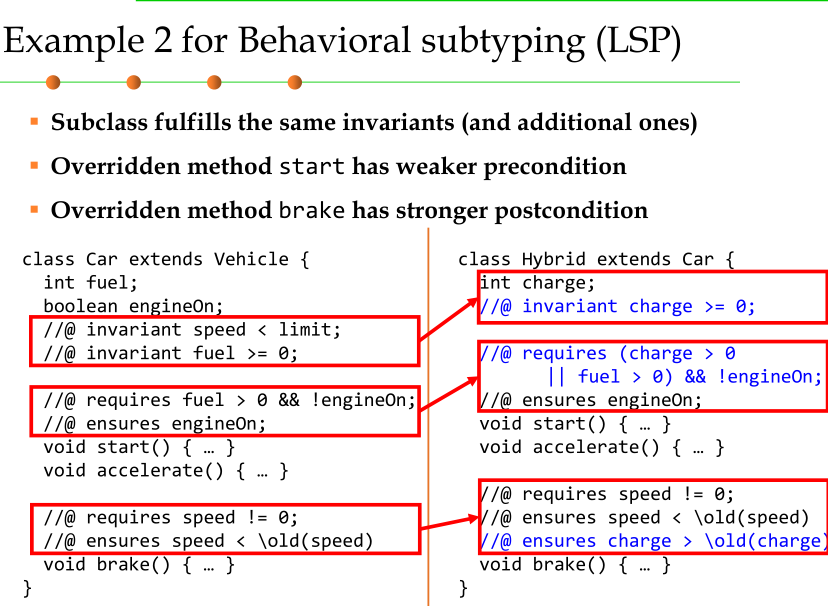 Example 2 for Behavioral subtyping (LSP)
Subclass fulfills the same invariants (and additional ones)
Overridden method start has weaker precondition
Overridden method brake has stronger postcondition
class Car extends Vehicle {
int fuel;
boolean engineOn;
//@ invariant speed < limit;
//@ invariant fuel >= 0;
//@ requires fuel > 0 && !engineOn;
//@ ensures engineOn;
void start() { … }
void accelerate() { … }
//@ requires speed != 0;
//@ ensures speed < \old(speed)
void brake() { … }
}
class Hybrid extends Car {
int charge;
//@ invariant charge >= 0;
//@ requires (charge > 0
|| fuel > 0) && !engineOn;
//@ ensures engineOn;
void start() { … }
void accelerate() { … }
//@ requires speed != 0;
//@ ensures speed < \old(speed)
//@ ensures charge > \old(charge)
void brake() { … }
}